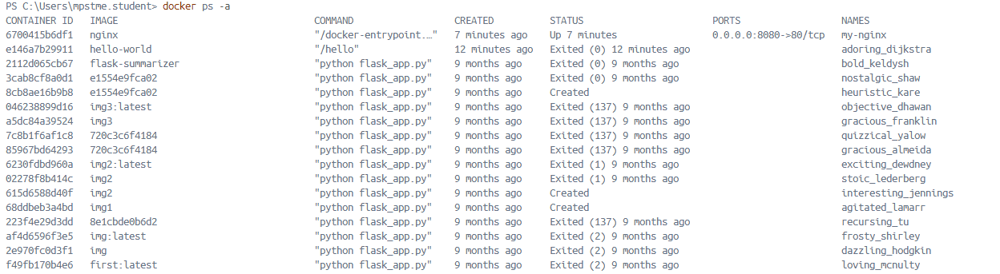 PS C:\Users\mpstme.student> docker ps -a
CONTAINER ID IMAGE COMMAND CREATED STATUS PORTS NAMES
6700415b6df1 nginx "/docker-entrypoint.…" 7 minutes ago Up 7 minutes 0.0.0.0:8080->80/tcp my-nginx
e146a7b29911 hello-world "/hello" 12 minutes ago Exited (0) 12 minutes ago adoring_dijkstra
2112d065cb67 flask-summarizer "python flask_app.py" 9 months ago Exited (0) 9 months ago bold_keldysh
3cab8cf8a0d1 e1554e9fca02 "python flask_app.py" 9 months ago Exited (0) 9 months ago nostalgic_shaw
8cb8ae16b9b8 e1554e9fca02 "python flask_app.py" 9 months ago Created heuristic_kare
046238899d16 img3:latest "python flask_app.py" 9 months ago Exited (137) 9 months ago objective_dhawan
a5dc84a39524 img3 "python flask_app.py" 9 months ago Exited (137) 9 months ago gracious_franklin
7c8b1f6af1c8 720c3c6f4184 "python flask_app.py" 9 months ago Exited (137) 9 months ago quizzical_yalow
85967bd64293 720c3c6f4184 "python flask_app.py" 9 months ago Exited (137) 9 months ago gracious_almeida
6230fdbd960a img2:latest "python flask_app.py" 9 months ago Exited (1) 9 months ago exciting_dewdney
02278f8b414c img2 "python flask_app.py" 9 months ago Exited (1) 9 months ago stoic_lederberg
615d6588d40f img2 "python flask_app.py" 9 months ago Created interesting_jennings
68ddbeb3a4bd img1 "python flask_app.py" 9 months ago Created agitated_lamarr
223f4e29d3dd 8e1cbde0b6d2 "python flask_app.py" 9 months ago Exited (137) 9 months ago recursing_tu
af4d6596f3e5 img:latest "python flask_app.py" 9 months ago Exited (2) 9 months ago frosty_shirley
2e970fc0d3f1 img "python flask_app.py" 9 months ago Exited (2) 9 months ago dazzling_hodgkin
f49fb170b4e6 first:latest "python flask_app.py" 9 months ago Exited (2) 9 months ago loving_mcnulty